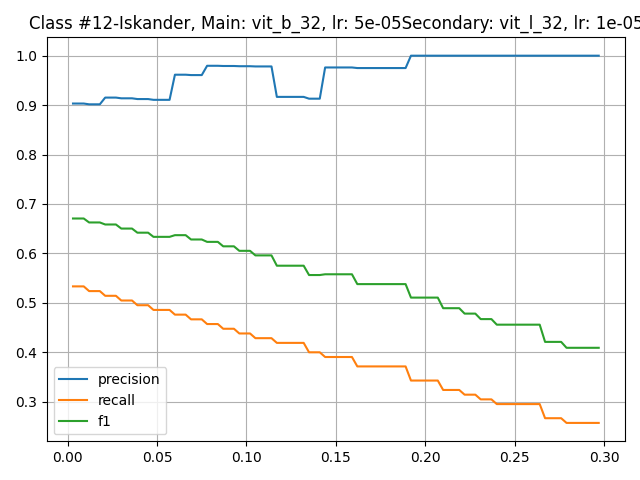 Class #12-Iskander, Main: vit_b_32, lr: 5e-05Secondary: vit_l_32, lr: 1e-05
1.0
0.9
0.8
0.7
0.6
0.5
0.4
0.3
precision
recall
f1
0.00 0.05 0.10 0.15 0.20 0.25 0.30